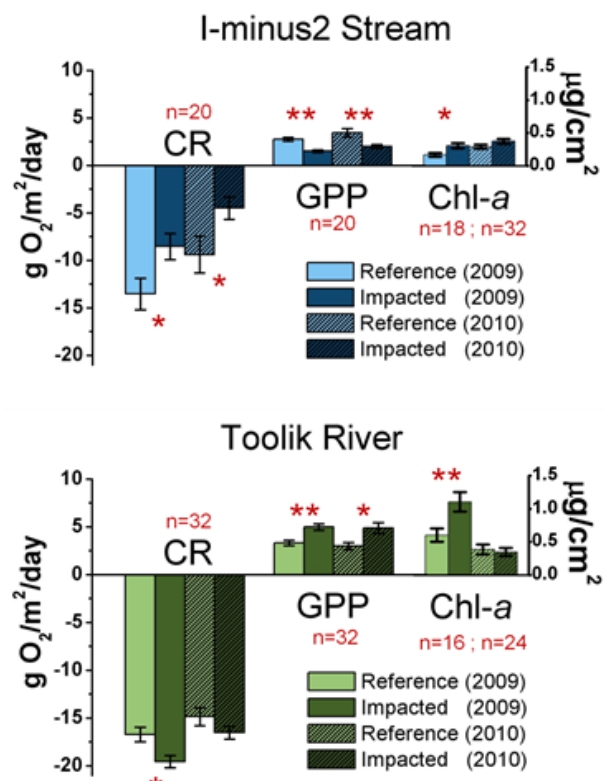 I-minus2 Stream
10
5
0
-5
-10
-15
-20
g O₂/m²/day
n=20
CR
** **
*
1.5
1.0
0.5
0.0
µg/cm²
GPP
n=20
Chl-a
n=18 ; n=32
*
*
Reference (2009)
Impacted (2009)
Reference (2010)
Impacted (2010)
Toolik River
10
5
0
-5
-10
-15
-20
g O₂/m²/day
n=32
CR
** *
**
1.5
1.0
0.5
0.0
µg/cm²
GPP
n=32
Chl-a
n=16 ; n=24
Reference (2009)
Impacted (2009)
Reference (2010)
Impacted (2010)
*